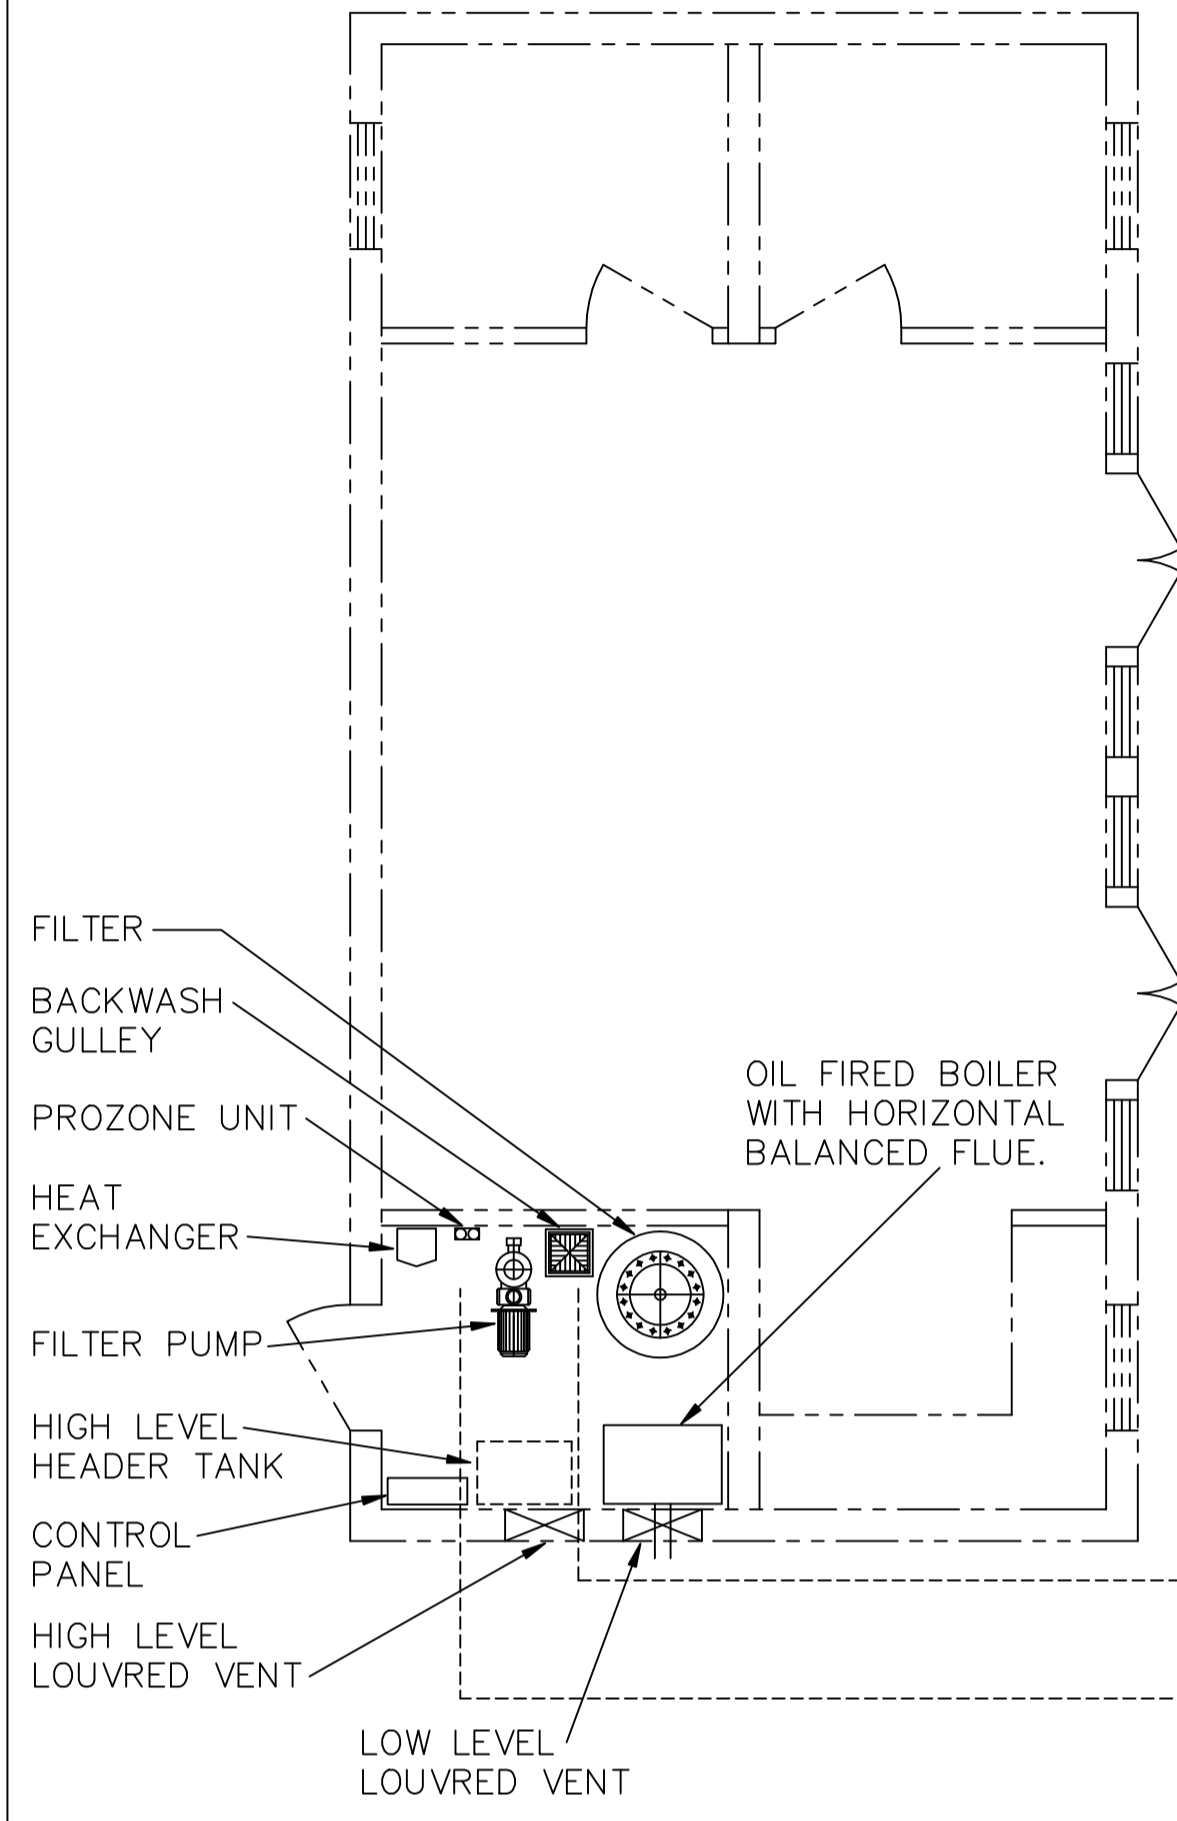 FILTER
BACKWASH
GULLEY
PROZONE UNIT
HEAT
EXCHANGER
FILTER PUMP
HIGH LEVEL
HEADER TANK
CONTROL
PANEL
HIGH LEVEL
LOUVRED VENT
LOW LEVEL
LOUVRED VENT
OIL FIRED BOILER
WITH HORIZONTAL
BALANCED FLUE.